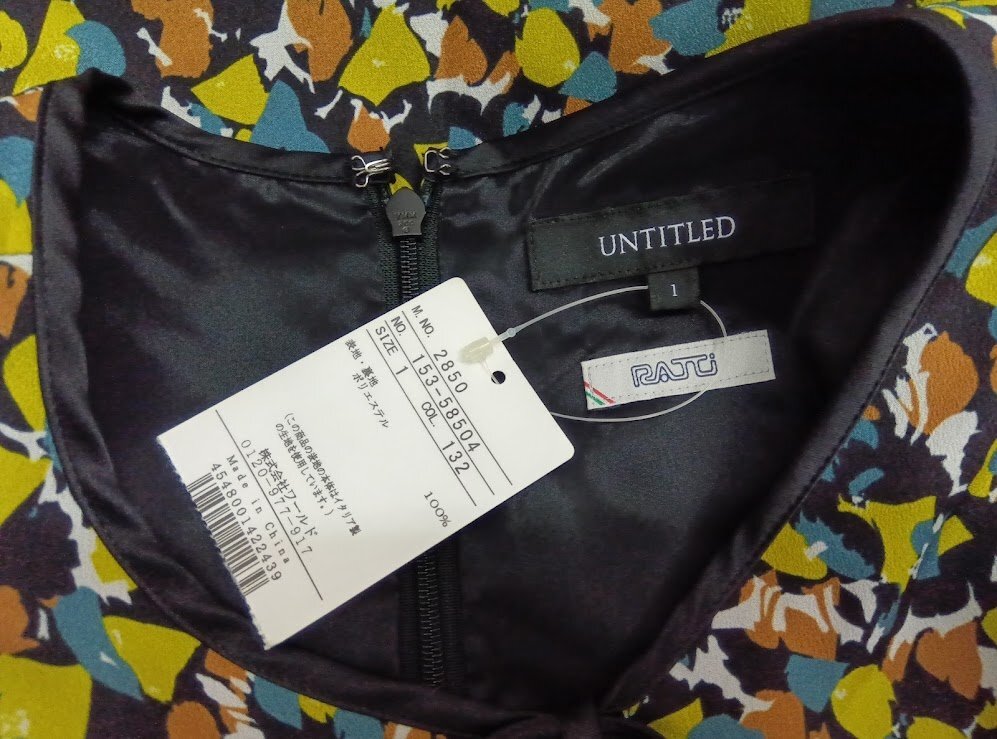 UNTITLED
1
RATTI
M. NO. 2850
NO. 153-58504
SIZE 1 COL. 132
表地・裏地
ポリエステル 100%
(この商品の表地の本体はイタリア製
の生地を使用しています。)
株式会社ワールド
0120-977-917
Made in China
4548001422439